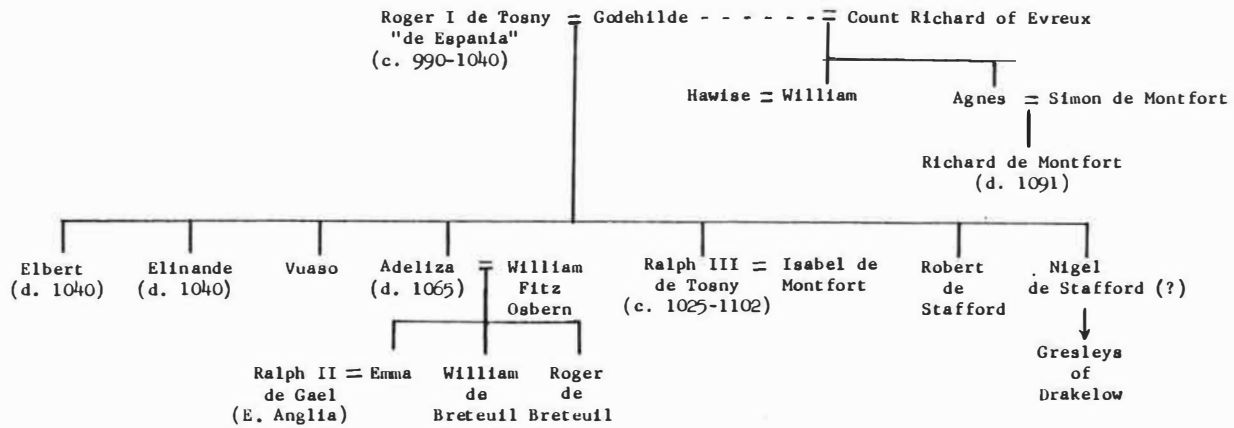 Roger I de Tosny = Godehilde - - - - - - = Count Richard of Evreux
"de Espania"
(c. 990-1040)
Hawise = William
Agnes = Simon de Montfort
Richard de Montfort
(d. 1091)
Elbert
(d. 1040)
Elinande
(d. 1040)
Vuaso
Adeliza = William
(d. 1065)
Fitz
Osbern
Ralph III = Isabel de
de Tosny
Montfort
(c. 1025-1102)
Robert
de
Stafford
Nigel
de Stafford (?)
Gresleys
of
Drakelow
Ralph II = Emma
de Gael
(E. Anglia)
William
de
Breteuil
Roger
de
Breteuil